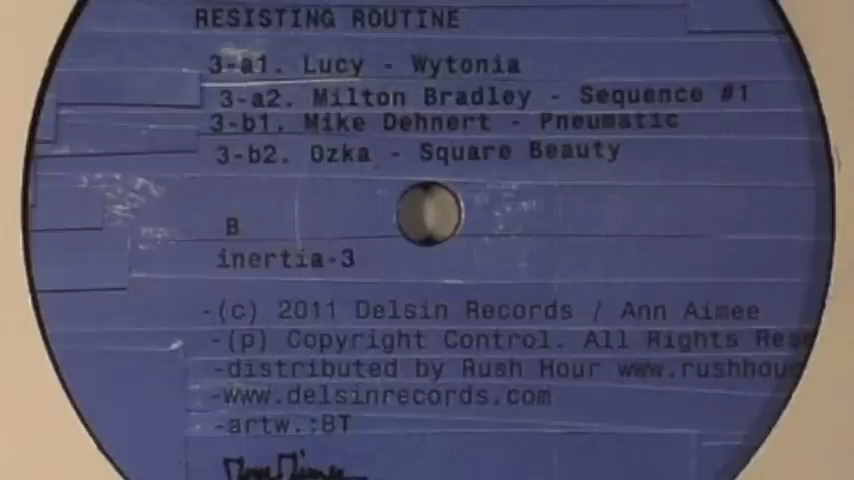 RESISTING ROUTINE
3-a1. Lucy - Wytonia
3-a2. Milton Bradley - Sequence #1
3-b1. Mike Dehnert - Pneumatic
3-b2. Ozka - Square Beauty
B
inertia-3
-(c) 2011 Delsin Records / Ann Aimee
-(p) Copyright Control. All Rights
-distributed by Rush Hour
-www.delsinrecords.com
-artw.:BT